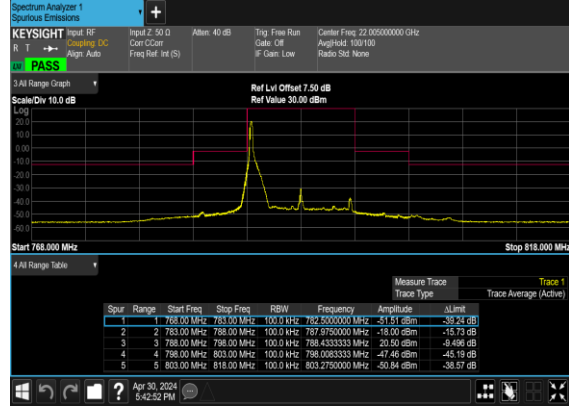 Spectrum Analyzer 1
Spurious Emissions
KEYSIGHT Input: RF Input Z: 50 Ω Atten: 40 dB Trig: Free Run Center Freq: 22.005000000 GHz
R T Coupling: DC Corr CCorr Gate: Off Avg|Hold: 100/100
Align: Auto Freq Ref: Int (S) IF Gain: Low Radio Std: None
PASS
3 All Range Graph
Ref Lvl Offset 7.50 dB
Scale/Div 10.0 dB Ref Value 30.00 dBm
Log
20.0
10.0
0.00
-10.0
-20.0
-30.0
-40.0
-50.0
-60.0
Start 768.000 MHz Stop 818.000 MHz
4 All Range Table
Measure Trace Trace 1
Trace Type Trace Average (Active)
Spur Range Start Freq Stop Freq RBW Frequency Amplitude ΔLimit
1 1 768.00 MHz 783.00 MHz 100.0 kHz 782.5000000 MHz -51.51 dBm -39.24 dB
2 2 783.00 MHz 788.00 MHz 100.0 kHz 787.9750000 MHz -18.00 dBm -15.73 dB
3 3 788.00 MHz 798.00 MHz 100.0 kHz 788.4333333 MHz 20.50 dBm -9.496 dB
4 4 798.00 MHz 803.00 MHz 100.0 kHz 798.0083333 MHz -47.46 dBm -45.19 dB
5 5 803.00 MHz 818.00 MHz 100.0 kHz 803.2750000 MHz -50.84 dBm -38.57 dB
? Apr 30, 2024
5:42:52 PM